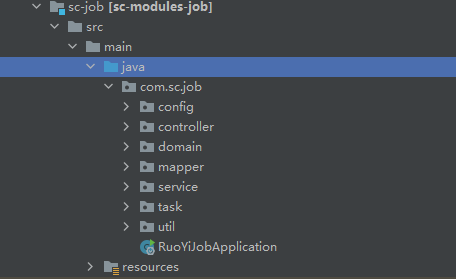 sc-job [sc-modules-job]
src
main
java
com.sc.job
config
controller
domain
mapper
service
task
util
RuoYiJobApplication
resources